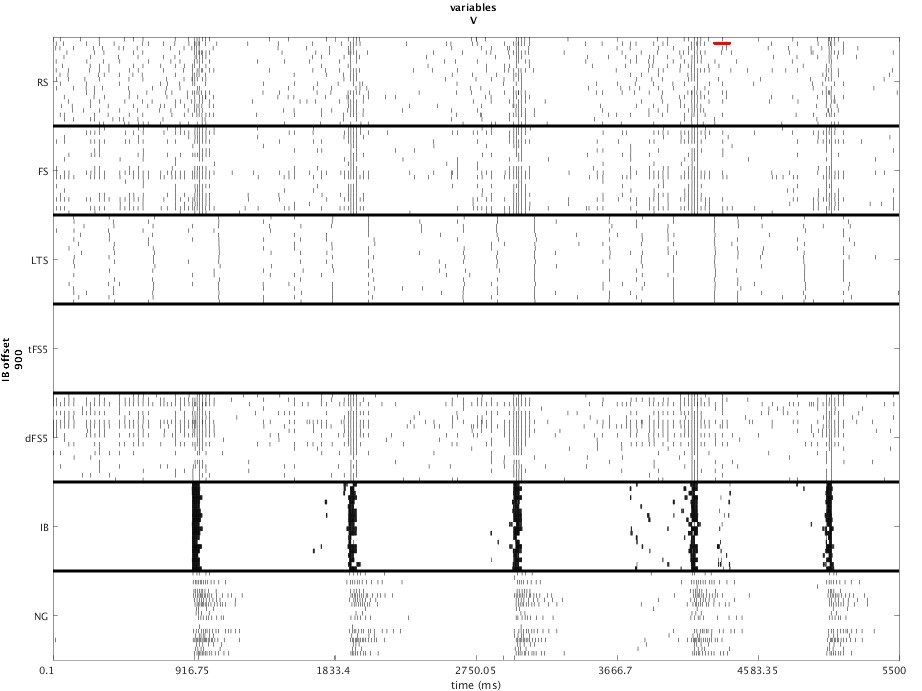 variables
V
RS
FS
LTS
tFS5
dFS5
IB
NG
IB offset
900
0.1 916.75 1833.4 2750.05 3666.7 4583.35 5500
time (ms)